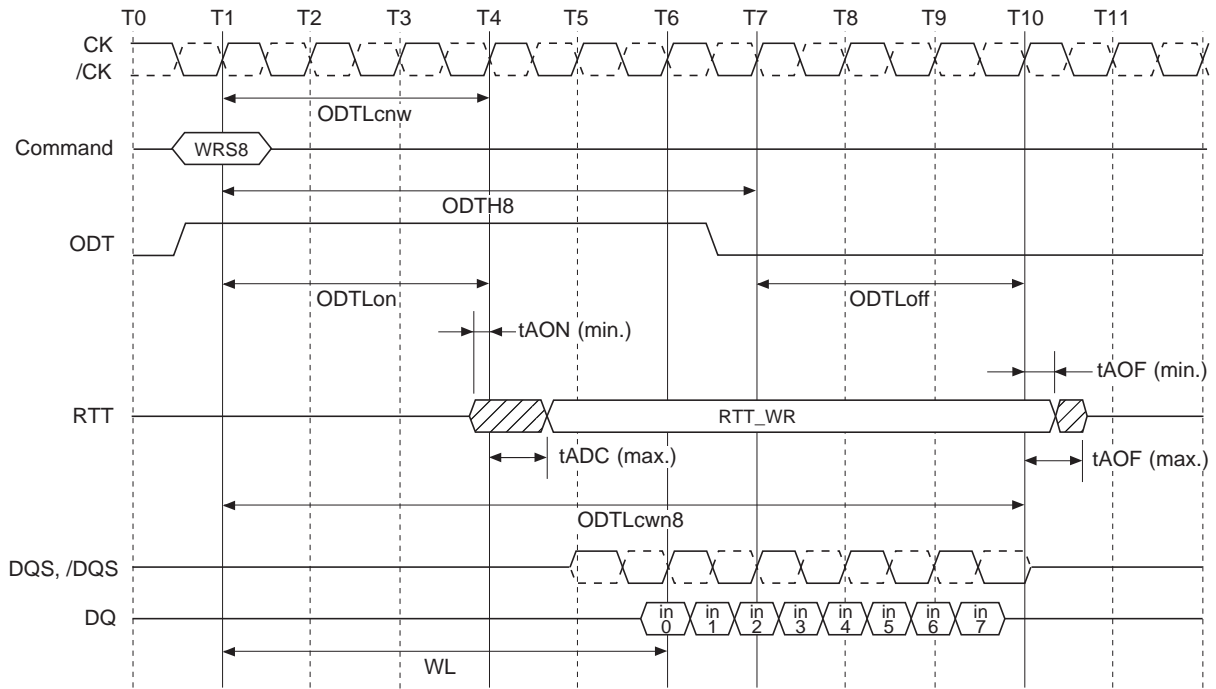 T0 T1 T2 T3 T4 T5 T6 T7 T8 T9 T10 T11
CK
/CK
ODTLcnw
Command WRS8
ODTH8
ODT
ODTLon ODTLoff
tAON (min.)
tAOF (min.)
RTT RTT_WR
tADC (max.) tAOF (max.)
ODTLcwn8
DQS, /DQS
DQ in 0 in 1 in 2 in 3 in 4 in 5 in 6 in 7
WL